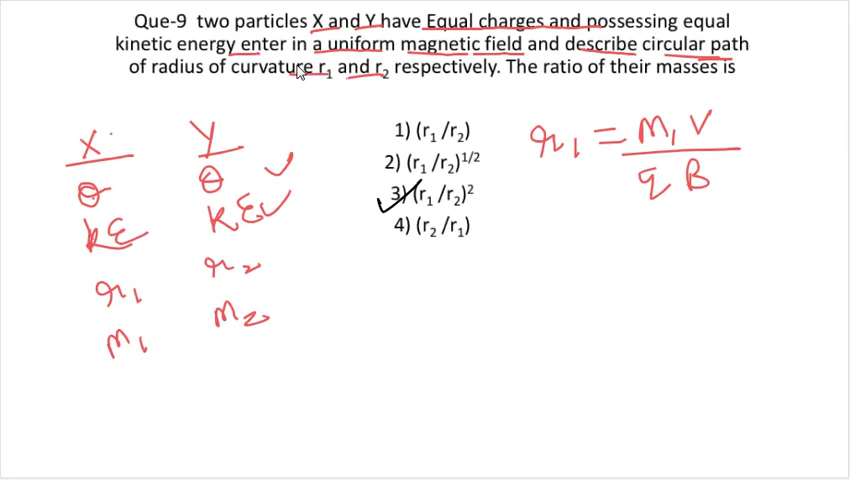 Que-9 two particles X and Y have Equal charges and possessing equal
kinetic energy enter in a uniform magnetic field and describe circular path
of radius of curvature r₁ and r₂ respectively. The ratio of their masses is
X Y
Q Q ✓
KE KE ✓
r₁ r₂
m₁ m₂
1) (r₁ /r₂)
2) (r₁ /r₂)^1/2
3) (r₁ /r₂)²
4) (r₂ /r₁)
r₁ = m₁ V
q B